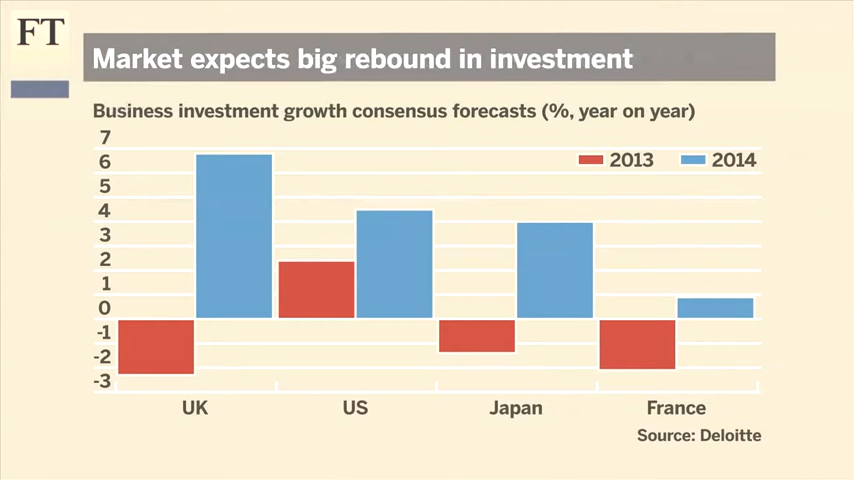 FT
Market expects big rebound in investment
Business investment growth consensus forecasts (%, year on year)
7
6
5
4
3
2
1
0
-1
-2
-3
2013 2014
UK US Japan France
Source: Deloitte